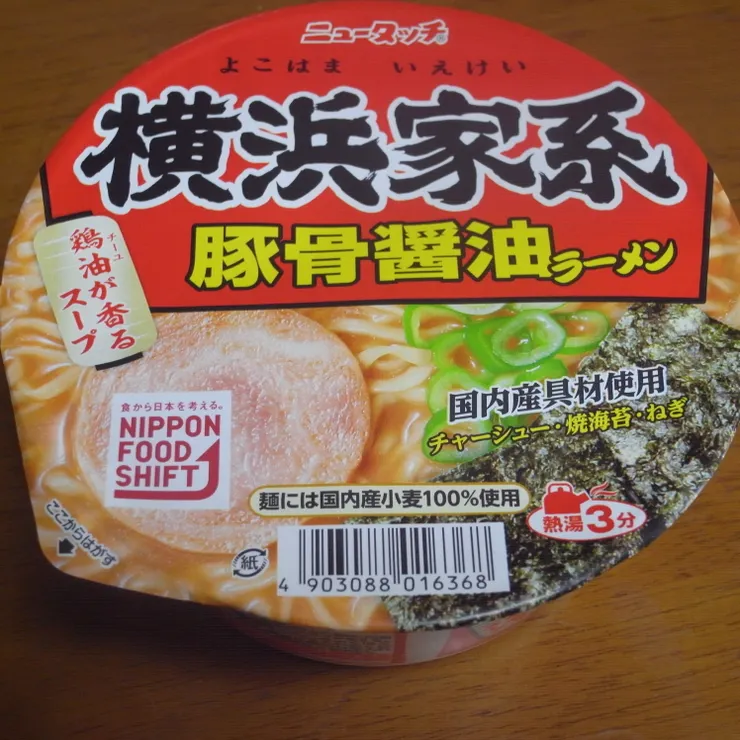 ニュータッチ®
よこはま いえけい
横浜家系
豚骨醤油ラーメン
チーユ
鶏油が香る
スープ
国内産具材使用
チャーシュー・焼海苔・ねぎ
食から日本を考える。
NIPPON
FOOD
SHIFT
麺には国内産小麦100%使用
熱湯3分
ここからはがす
紙
4 903088 016368